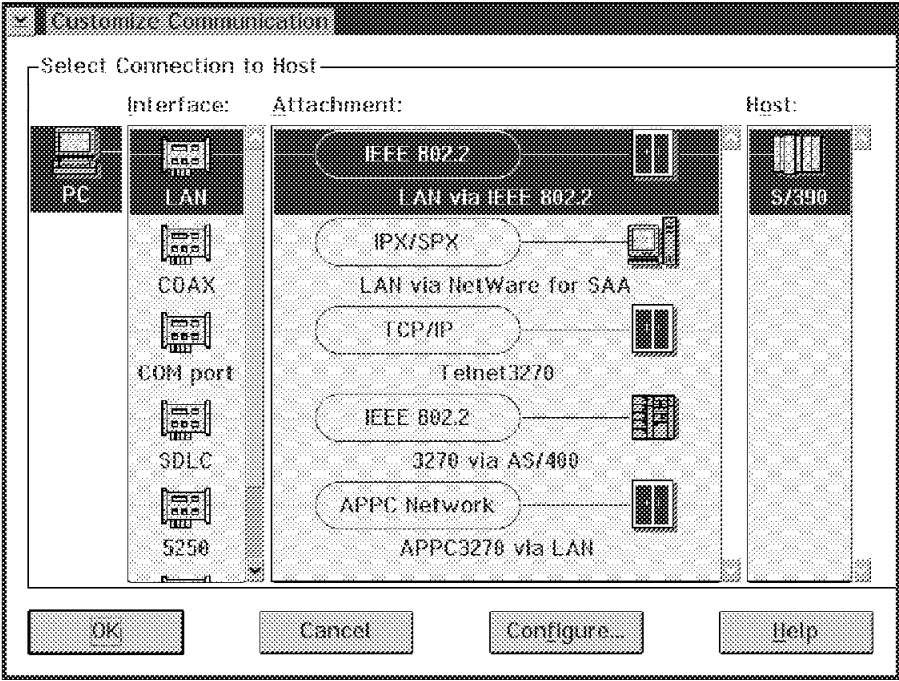 Customize Communication
Select Connection to Host
Interface:
Attachment:
Host:
PC
LAN
IEEE 802.2
LAN via IEEE 802.2
S/390
COAX
IPX/SPX
LAN via NetWare for SAA
COM port
TCP/IP
Telnet3270
SDLC
IEEE 802.2
3270 via AS/400
5250
APPC Network
APPC3270 via LAN
OK
Cancel
Configure...
Help